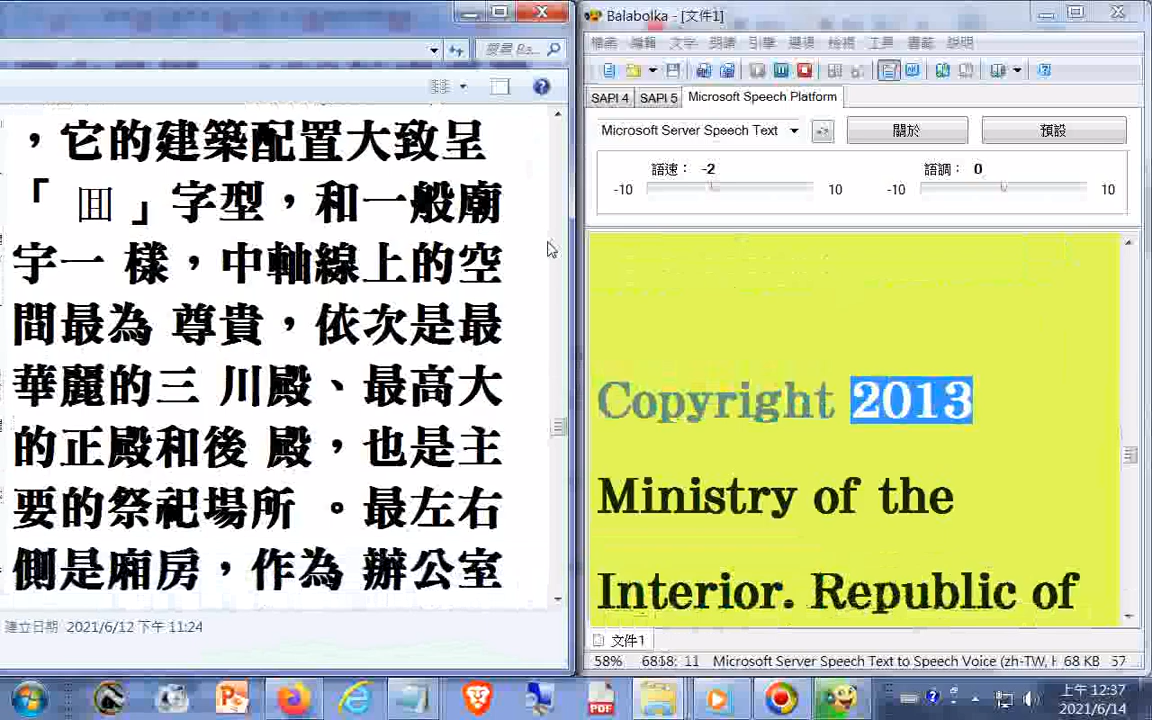 ，它的建築配置大致呈
「 囬 」字型，和一般廟
宇一 樣，中軸線上的空
間最為 尊貴，依次是最
華麗的三 川殿、最高大
的正殿和後 殿，也是主
要的祭祀場所 。最左右
側是廂房，作為 辦公室
建立日期 2021/6/12 下午 11:24
Balabolka - [文件1]
檔案 編輯 文字 朗讀 引擎 選項 檢視 工具 書籤 說明
SAPI 4 SAPI 5 Microsoft Speech Platform
Microsoft Server Speech Text 關於 預設
語速： -2 語調： 0
-10 10 -10 10
Copyright 2013
Ministry of the
Interior. Republic of
文件1
58% 6818: 11 Microsoft Server Speech Text to Speech Voice (zh-TW, H 68 KB 57
PDF
上午 12:37
2021/6/14